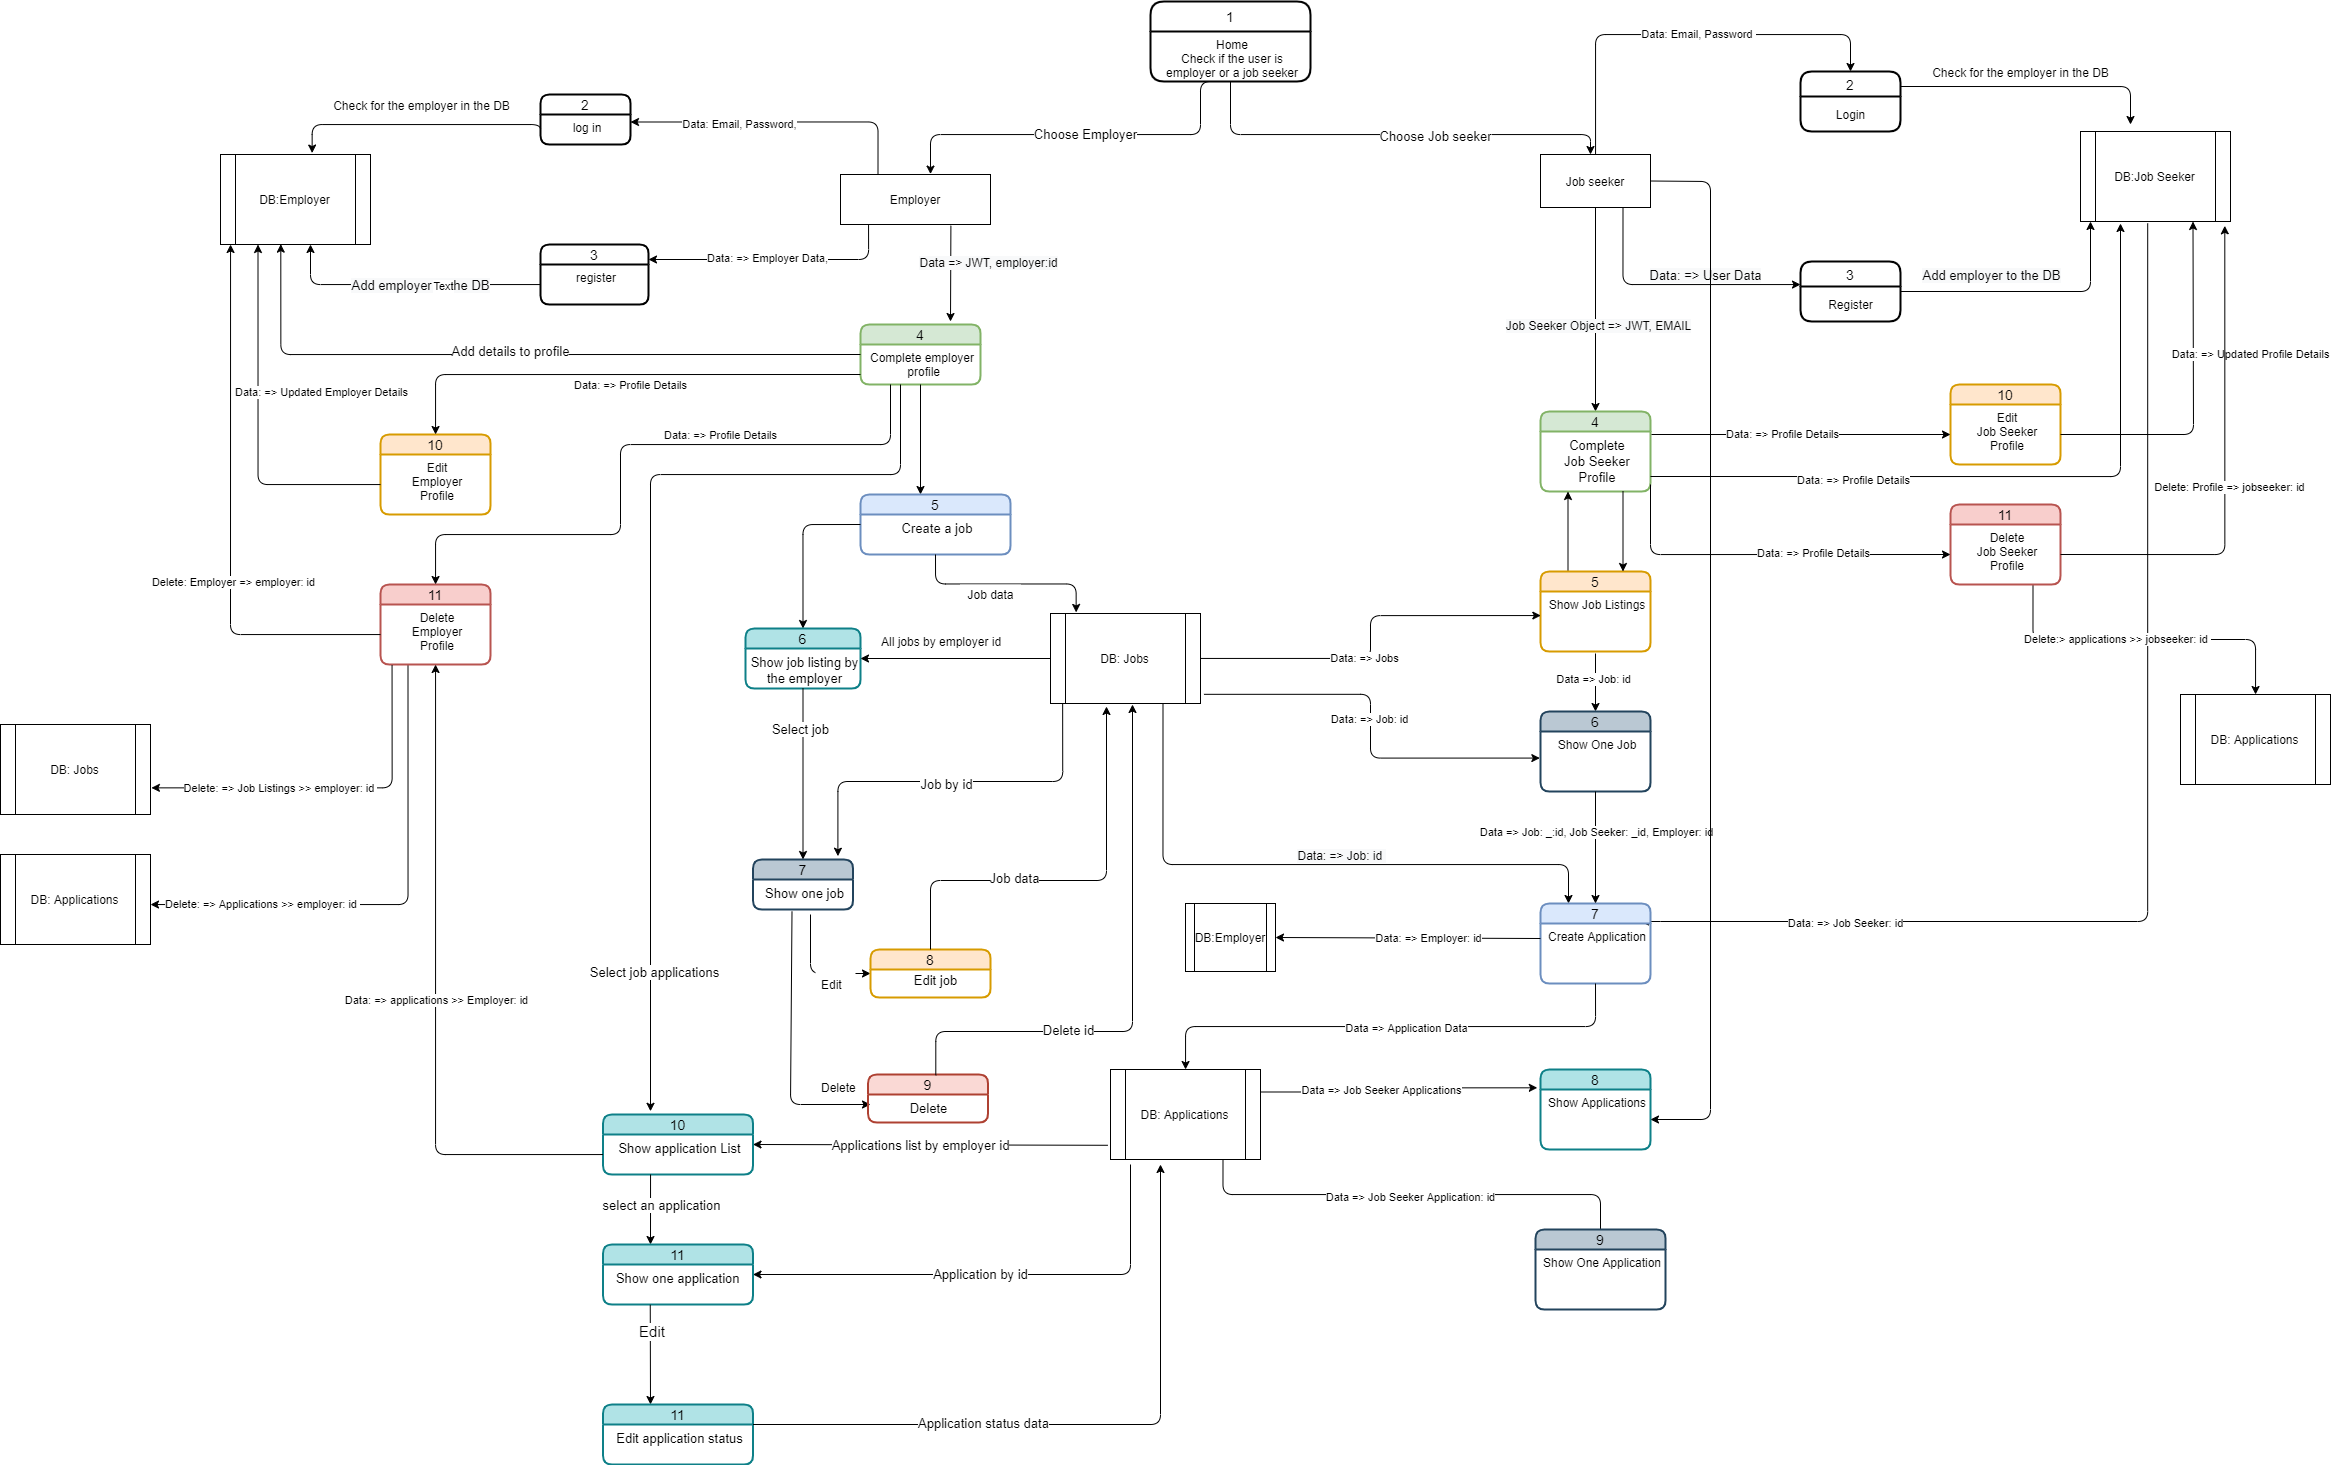 1
Home
Check if the user is
employer or a job seeker
Data: Email, Password
2
Login
Check for the employer in the DB
Check for the employer in the DB
2
log in
Data: Email, Password,
Choose Employer
Choose Job seeker
DB:Employer
Employer
Job seeker
DB:Job Seeker
3
register
Data: => Employer Data,
Data => JWT, employer:id
Add employer
Text
the DB
Data: => User Data
3
Register
Add employer to the DB
Job Seeker Object => JWT, EMAIL
4
Complete employer
profile
Add details to profile
Data: => Profile Details
Data: => Updated Employer Details
Data: => Updated Profile Details
10
Edit
Employer
Profile
Data: => Profile Details
4
Complete
Job Seeker
Profile
Data: => Profile Details
10
Edit
Job Seeker
Profile
Data: => Profile Details
Delete: Profile => jobseeker: id
5
Create a job
11
Delete
Job Seeker
Profile
Data: => Profile Details
Delete: Employer => employer: id
11
Delete
Employer
Profile
Job data
5
Show Job Listings
6
Show job listing by
the employer
All jobs by employer id
DB: Jobs
Data: => Jobs
Delete:> applications >> jobseeker: id
Data => Job: id
Select job
Data: => Job: id
6
Show One Job
DB: Applications
DB: Jobs
Delete: => Job Listings >> employer: id
Job by id
Data => Job: _:id, Job Seeker: _id, Employer: id
Data: => Job: id
7
Show one job
Job data
DB: Applications
Delete: => Applications >> employer: id
7
Create Application
Data: => Job Seeker: id
DB:Employer
Data: => Employer: id
8
Edit job
Edit
Select job applications
Data: => applications >> Employer: id
Delete id
Data => Application Data
9
Delete
Delete
Data => Job Seeker Applications
8
Show Applications
DB: Applications
10
Show application List
Applications list by employer id
select an application
Data => Job Seeker Application: id
9
Show One Application
11
Show one application
Application by id
Edit
11
Edit application status
Application status data